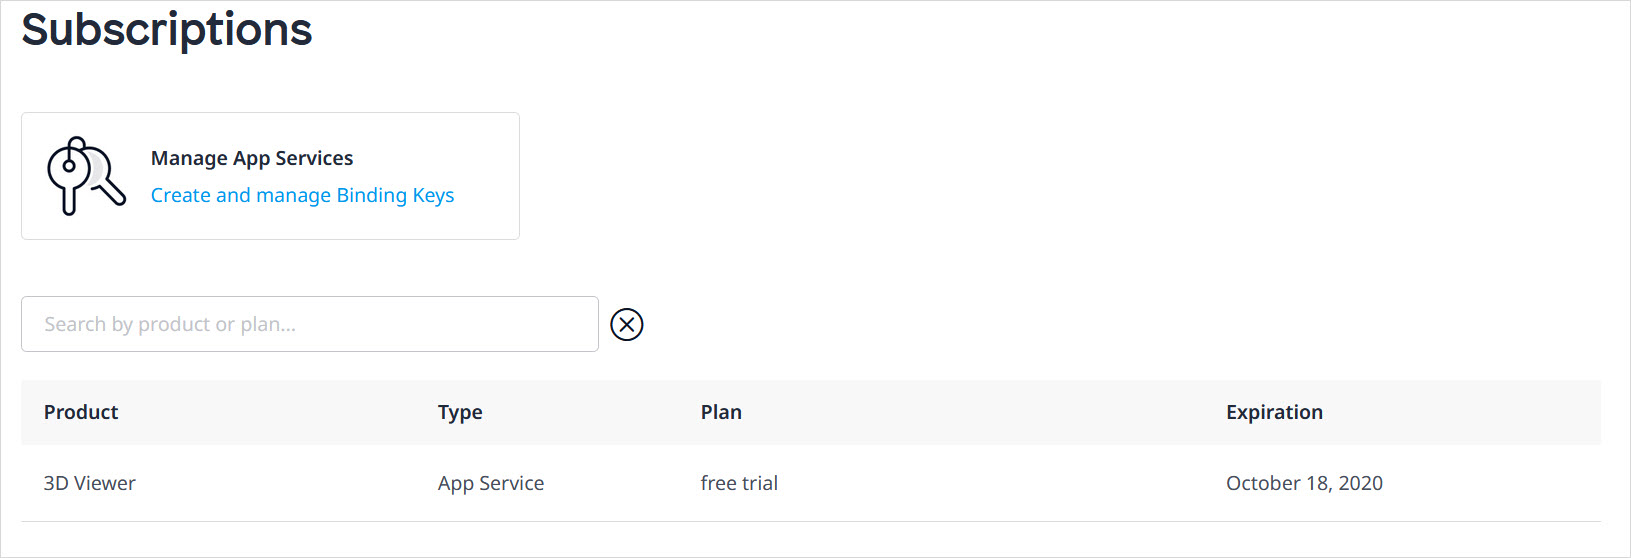 Subscriptions
Manage App Services
Create and manage Binding Keys
Search by product or plan...
Product Type Plan Expiration
3D Viewer App Service free trial October 18, 2020